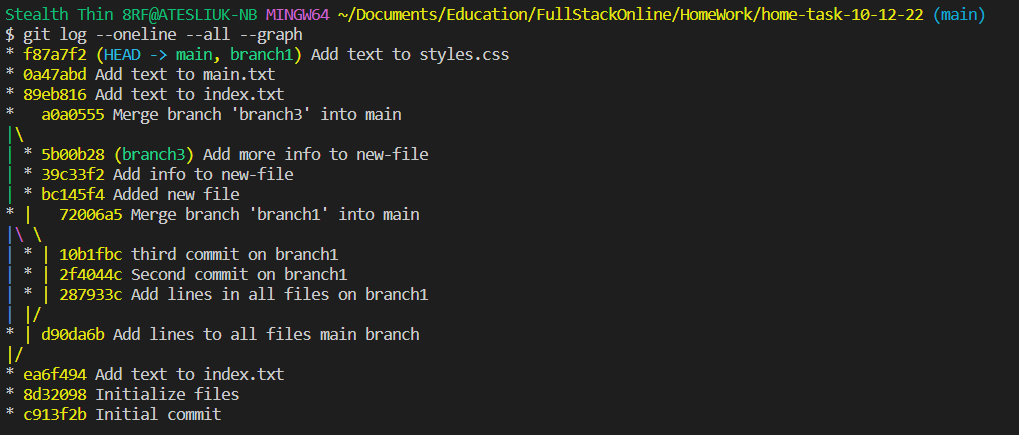 Stealth Thin 8RF@ATESLIUK-NB MINGW64 ~/Documents/Education/FullStackOnline/HomeWork/home-task-10-12-22 (main)
$ git log --oneline --all --graph
* f87a7f2 (HEAD -> main, branch1) Add text to styles.css
* 0a47abd Add text to main.txt
* 89eb816 Add text to index.txt
*   a0a0555 Merge branch 'branch3' into main
|\
| * 5b00b28 (branch3) Add more info to new-file
| * 39c33f2 Add info to new-file
| * bc145f4 Added new file
* |   72006a5 Merge branch 'branch1' into main
|\ \
| * | 10b1fbc third commit on branch1
| * | 2f4044c Second commit on branch1
| * | 287933c Add lines in all files on branch1
| |/
* | d90da6b Add lines to all files main branch
|/
* ea6f494 Add text to index.txt
* 8d32098 Initialize files
* c913f2b Initial commit